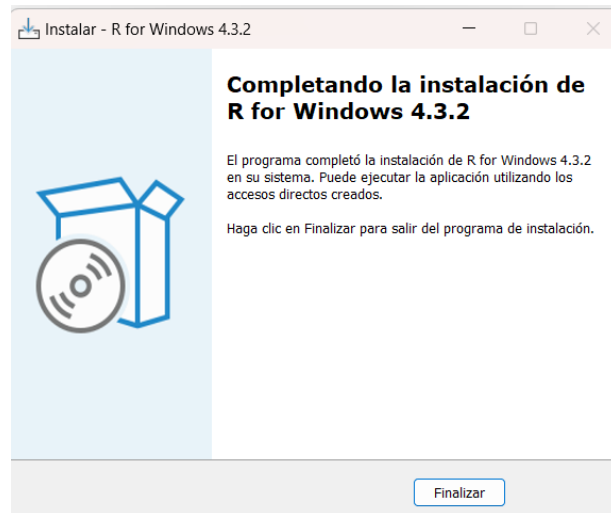 Instalar - R for Windows 4.3.2
Completando la instalación de
R for Windows 4.3.2
El programa completó la instalación de R for Windows 4.3.2
en su sistema. Puede ejecutar la aplicación utilizando los
accesos directos creados.
Haga clic en Finalizar para salir del programa de instalación.
Finalizar